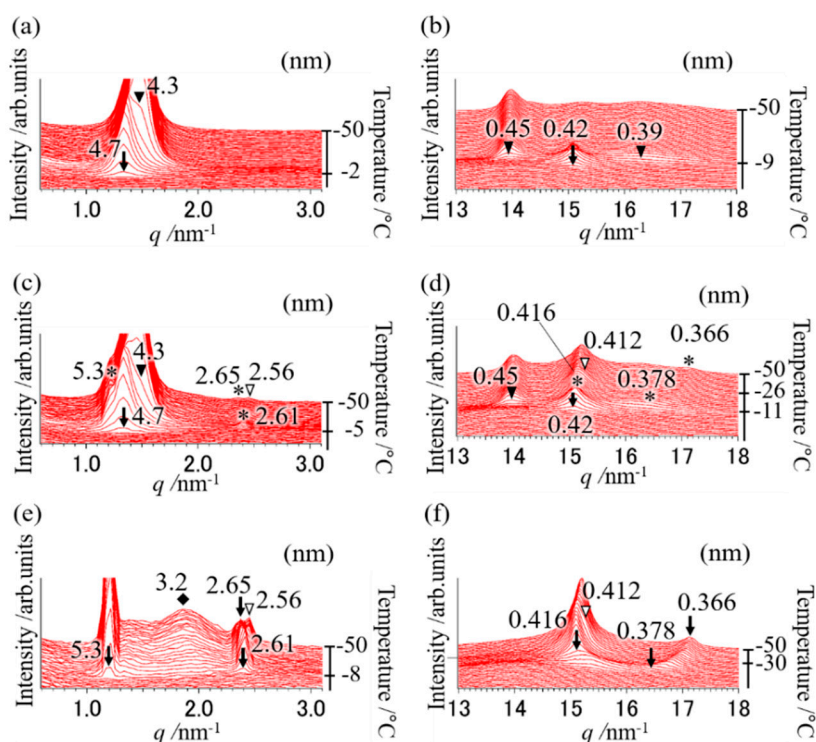 (a)
(nm)
Intensity /arb.units
4.3
4.7
-50
-2
Temperature /°C
1.0
2.0
3.0
q /nm-1
(b)
(nm)
Intensity /arb.units
0.45
0.42
0.39
-50
-9
Temperature /°C
13
14
15
16
17
18
q /nm-1
(c)
(nm)
Intensity /arb.units
5.3
*
4.3
2.65
*
2.56
4.7
* 2.61
-50
-5
Temperature /°C
1.0
2.0
3.0
q /nm-1
(d)
(nm)
Intensity /arb.units
0.416
0.412
0.366
*
0.45
*
0.378
*
0.42
-50
-26
-11
Temperature /°C
13
14
15
16
17
18
q /nm-1
(e)
(nm)
Intensity /arb.units
3.2
2.65
2.56
5.3
2.61
-50
-8
Temperature /°C
1.0
2.0
3.0
q /nm-1
(f)
(nm)
Intensity /arb.units
0.416
0.412
0.378
0.366
-50
-30
Temperature /°C
13
14
15
16
17
18
q /nm-1